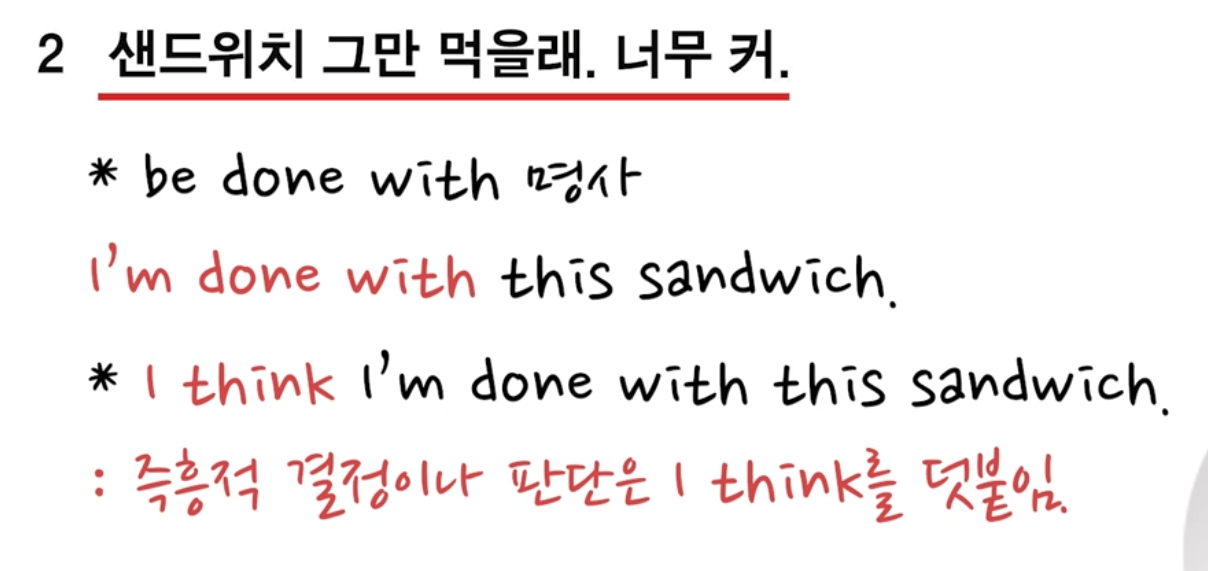 2 샌드위치 그만 먹을래. 너무 커.
* be done with 명사
I'm done with this sandwich.
* I think I'm done with this sandwich.
: 즉흥적 결정이나 판단은 I think를 덧붙임.